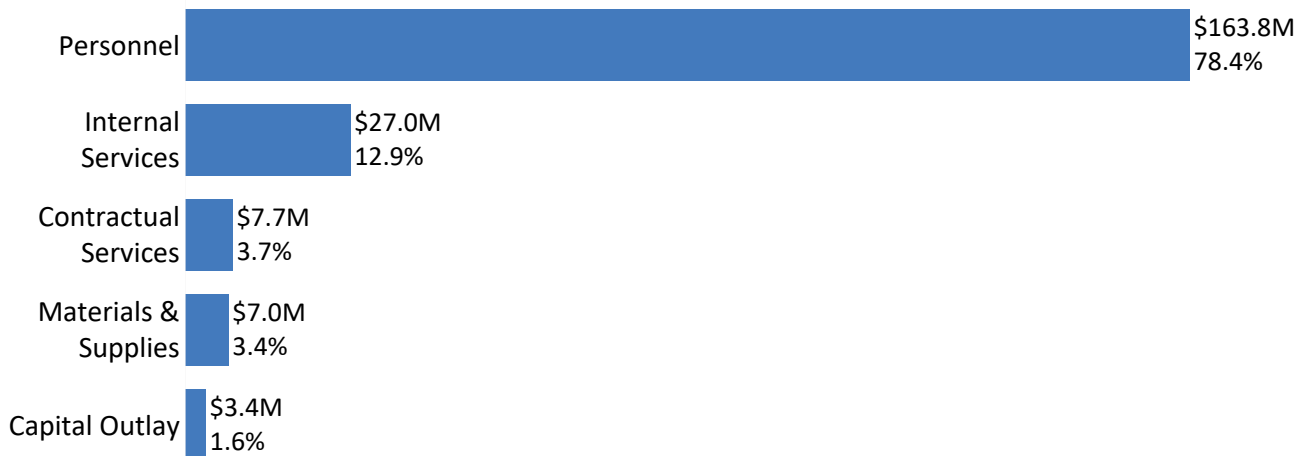 Personnel
$163.8M
78.4%
Internal
Services
$27.0M
12.9%
Contractual
Services
$7.7M
3.7%
Materials &
Supplies
$7.0M
3.4%
Capital Outlay
$3.4M
1.6%